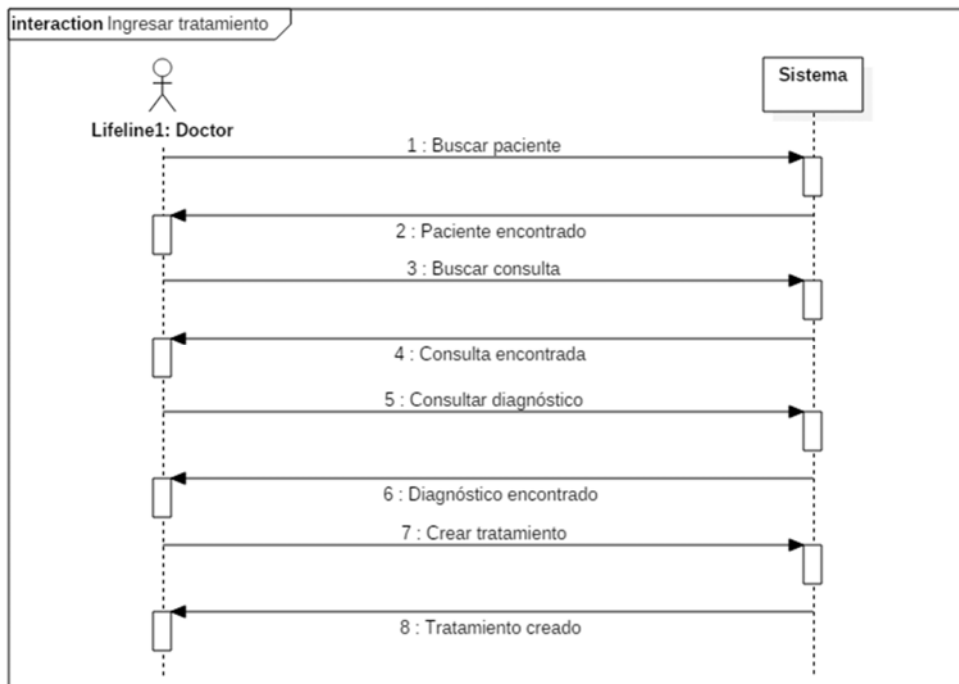 interaction Ingresar tratamiento
Sistema
Lifeline1: Doctor
1 : Buscar paciente
2 : Paciente encontrado
3 : Buscar consulta
4 : Consulta encontrada
5 : Consultar diagnóstico
6 : Diagnóstico encontrado
7 : Crear tratamiento
8 : Tratamiento creado